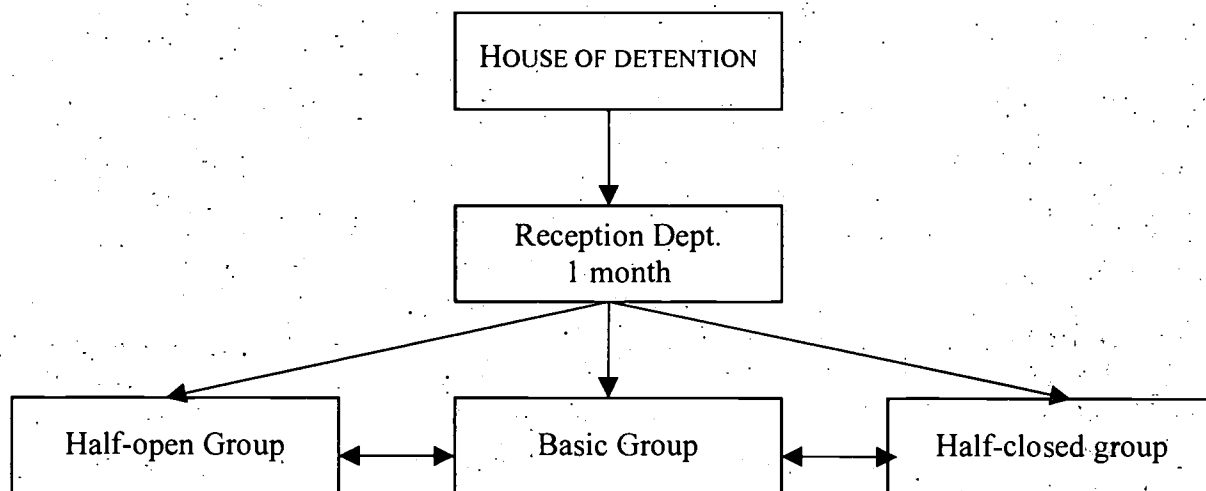 HOUSE OF DETENTION
Reception Dept.
1 month
Half-open Group
Basic Group
Half-closed group